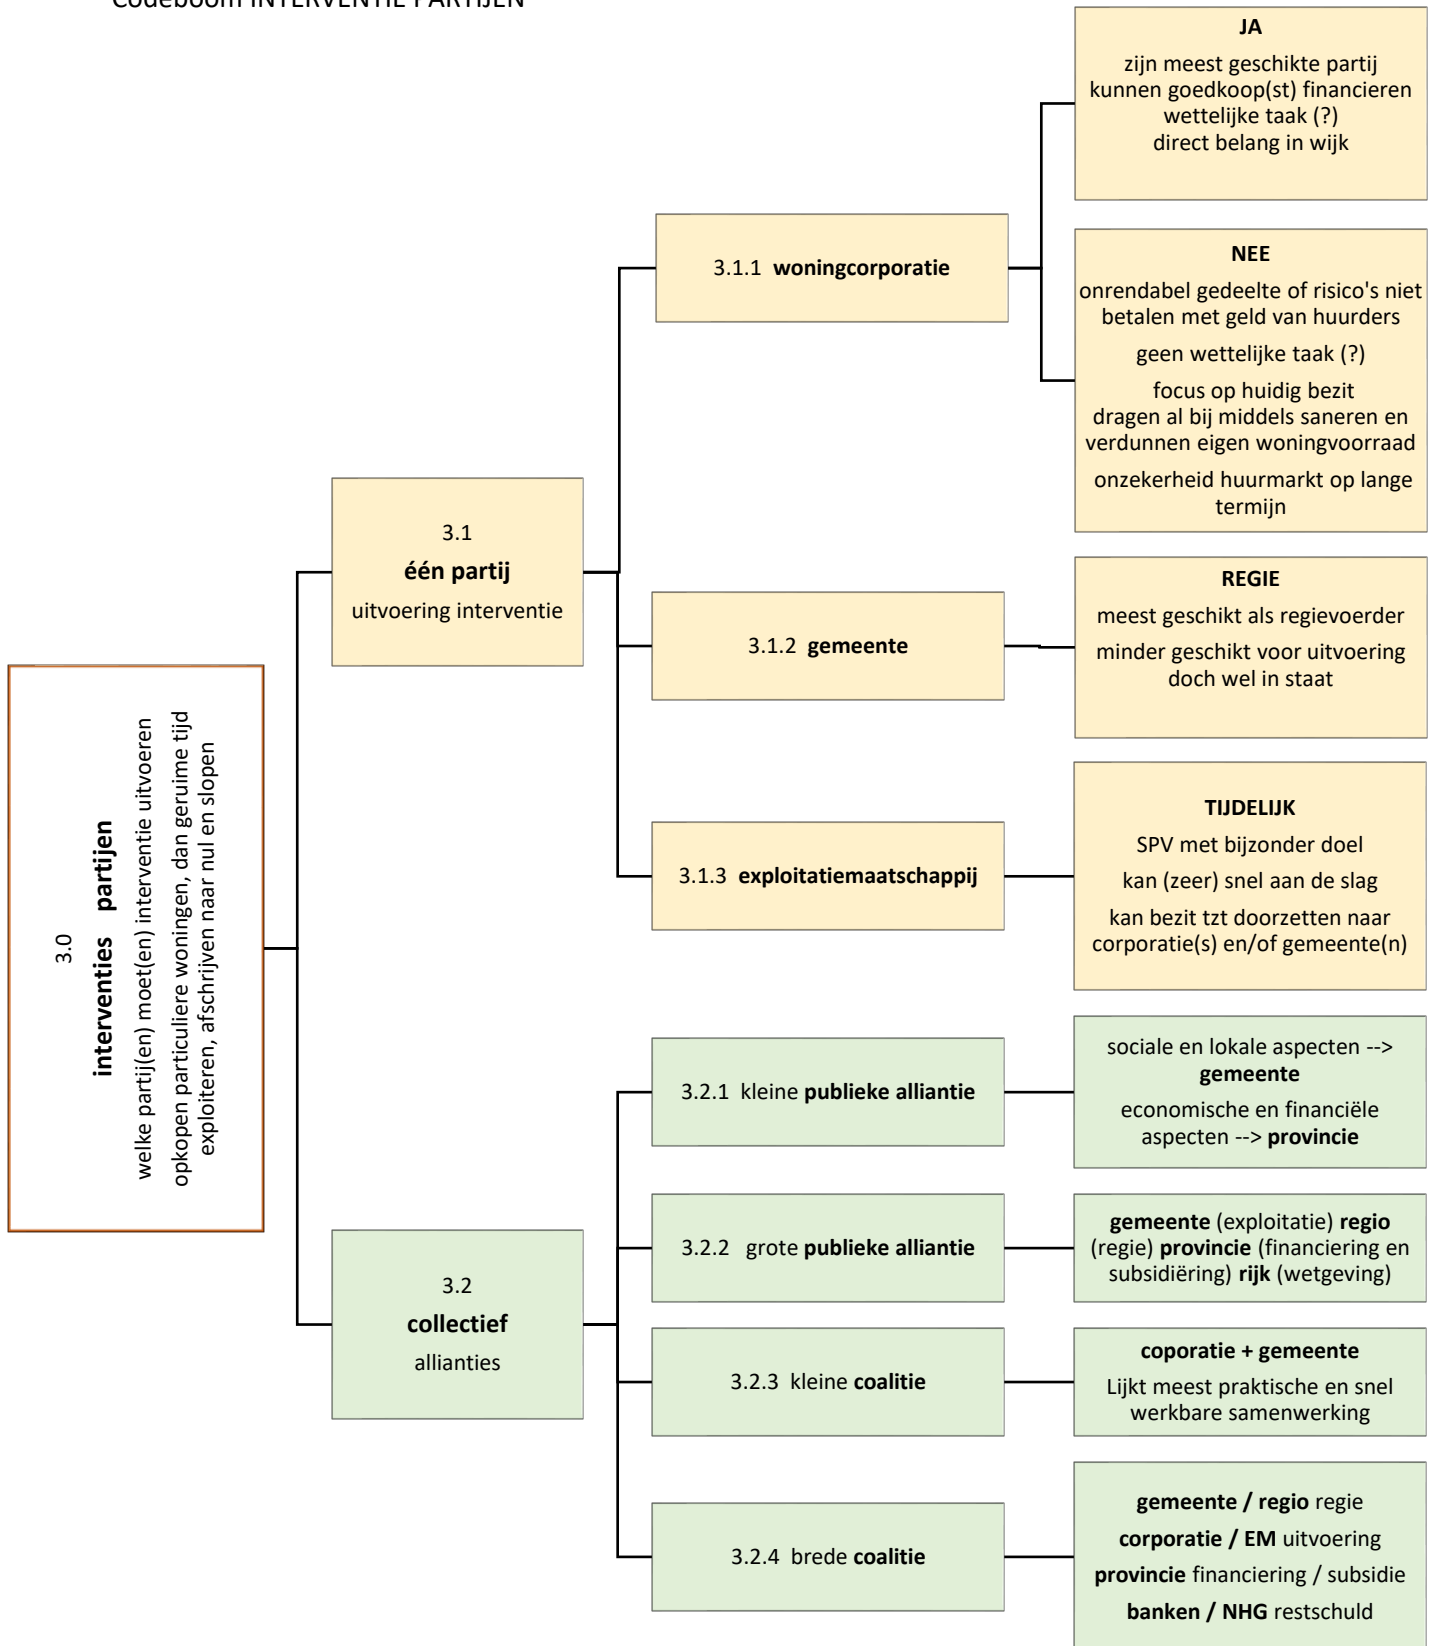 Codeboom INTERVENTIE PARTIJEN
3.0
interventies partijen
welke partij(en) moet(en) interventie uitvoeren
opkopen particuliere woningen, dan geruime tijd
exploiteren, afschrijven naar nul en slopen
3.1
één partij
uitvoering interventie
3.1.1 woningcorporatie
JA
zijn meest geschikte partij
kunnen goedkoop(st) financieren
wettelijke taak (?)
direct belang in wijk
NEE
onrendabel gedeelte of risico's niet
betalen met geld van huurders
geen wettelijke taak (?)
focus op huidig bezit
dragen al bij middels saneren en
verdunnen eigen woningvoorraad
onzekerheid huurmarkt op lange
termijn
3.1.2 gemeente
REGIE
meest geschikt als regievoerder
minder geschikt voor uitvoering
doch wel in staat
3.1.3 exploitatiemaatschappij
TIJDELIJK
SPV met bijzonder doel
kan (zeer) snel aan de slag
kan bezit tzt doorzetten naar
corporatie(s) en/of gemeente(n)
3.2
collectief
allianties
3.2.1 kleine publieke alliantie
sociale en lokale aspecten -->
gemeente
economische en financiële
aspecten --> provincie
3.2.2 grote publieke alliantie
gemeente (exploitatie) regio
(regie) provincie (financiering en
subsidiëring) rijk (wetgeving)
3.2.3 kleine coalitie
coporatie + gemeente
Lijkt meest praktische en snel
werkbare samenwerking
3.2.4 brede coalitie
gemeente / regio regie
corporatie / EM uitvoering
provincie financiering / subsidie
banken / NHG restschuld